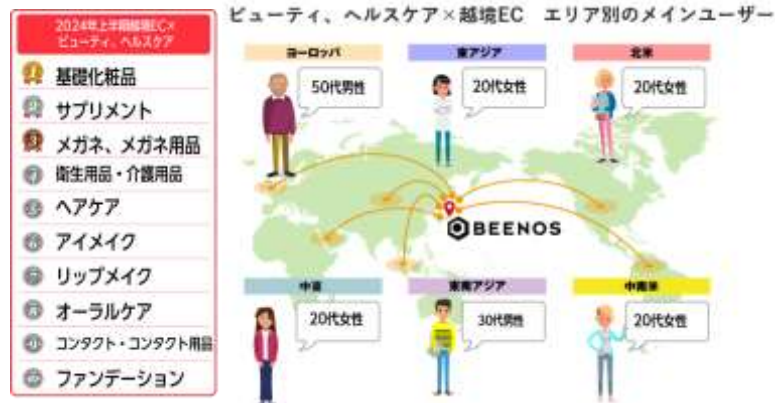 2024年上半期越境EC×
ビューティ、ヘルスケア
基礎化粧品
サプリメント
メガネ、メガネ用品
衛生用品・介護用品
ヘアケア
アイメイク
リップメイク
オーラルケア
コンタクト・コンタクト用品
ファンデーション
ビューティ、ヘルスケア×越境EC エリア別のメインユーザー
ヨーロッパ
50代男性
東アジア
20代女性
北米
20代女性
BEENOS
中東
20代女性
東南アジア
30代男性
中南米
20代女性